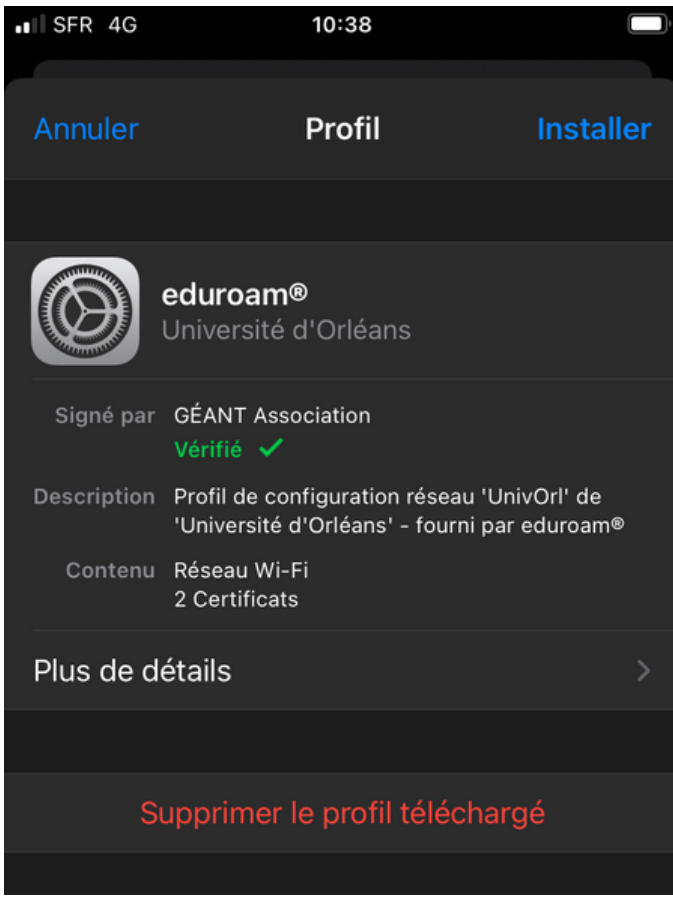 SFR 4G 10:38
Annuler Profil Installer
eduroam®
Université d'Orléans
Signé par GÉANT Association
Vérifié ✓
Description Profil de configuration réseau 'UnivOrl' de
'Université d'Orléans' - fourni par eduroam®
Contenu Réseau Wi-Fi
2 Certificats
Plus de détails
Supprimer le profil téléchargé